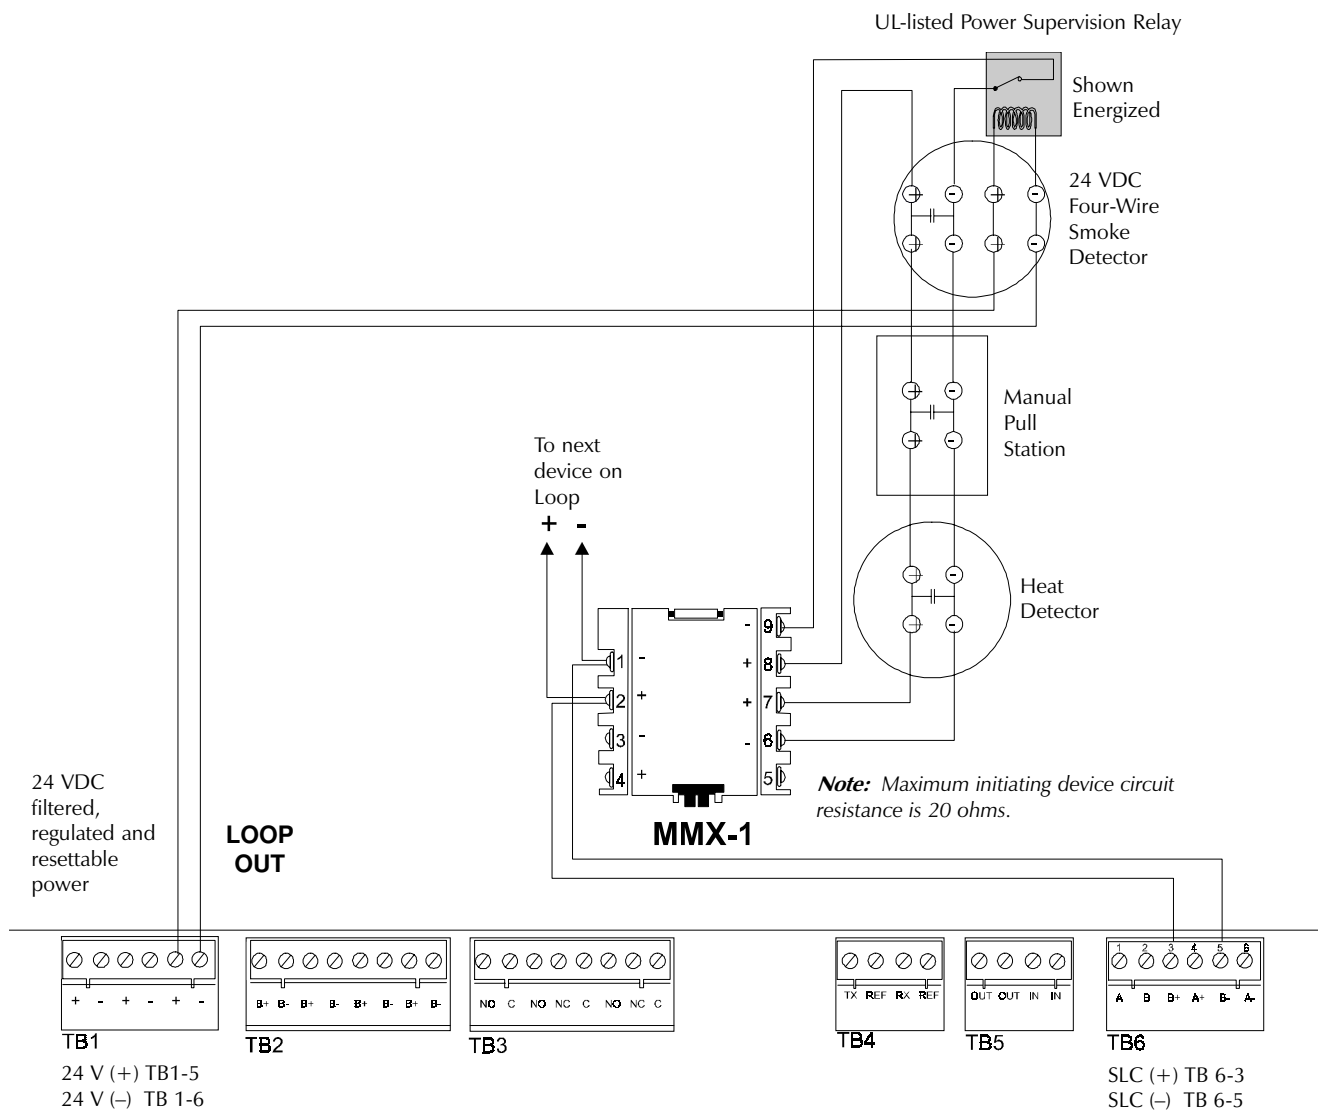 UL-listed Power Supervision Relay
Shown
Energized
24 VDC
Four-Wire
Smoke
Detector
+ - + -
+ - + -
Manual
Pull
Station
+ -
+ -
To next
device on
Loop
+ -
Heat
Detector
+ -
+ -
- 9
1 - + 8
2 + + 7
3 - - 6
4 + 5
Note: Maximum initiating device circuit
resistance is 20 ohms.
MMX-1
24 VDC
filtered,
regulated and
resettable
power
LOOP
OUT
1 2 3 4 5 6
+ - + - + -
B+ B- B+ B- B+ B- B+ B-
NO C NO NC C NO NC C
TX REF RX REF
OUT OUT IN IN
A B B+ A+ B- A-
TB1
TB2
TB3
TB4
TB5
TB6
24 V (+) TB1-5
24 V (–) TB 1-6
SLC (+) TB 6-3
SLC (–) TB 6-5